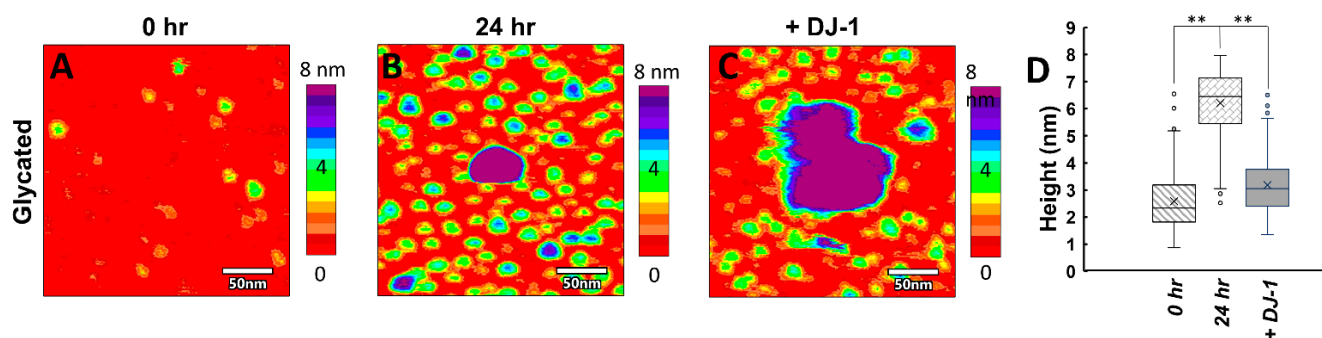 0 hr
24 hr
+ DJ-1
Glycated
A
8 nm
4
0
50nm
B
8 nm
4
0
50nm
C
8
nm
4
0
50nm
D
** **
Height (nm)
9
8
7
6
5
4
3
2
1
0
0 hr
24 hr
+ DJ-1